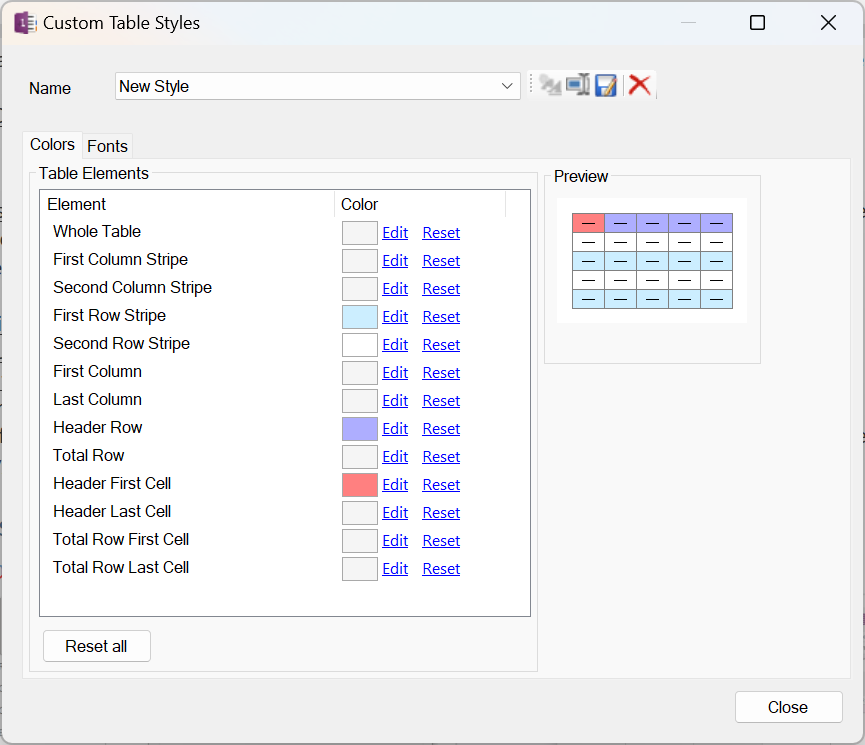 Custom Table Styles
Name New Style
Colors Fonts
Table Elements
Element Color
Whole Table Edit Reset
First Column Stripe Edit Reset
Second Column Stripe Edit Reset
First Row Stripe Edit Reset
Second Row Stripe Edit Reset
First Column Edit Reset
Last Column Edit Reset
Header Row Edit Reset
Total Row Edit Reset
Header First Cell Edit Reset
Header Last Cell Edit Reset
Total Row First Cell Edit Reset
Total Row Last Cell Edit Reset
Reset all
Preview
Close